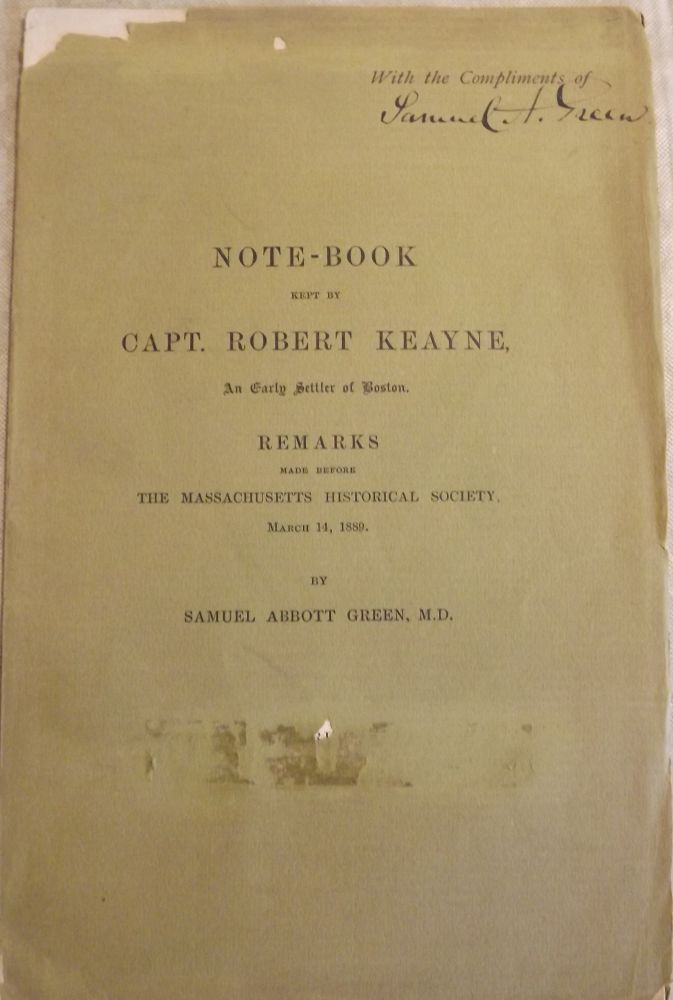 With the Compliments of
Samuel A. Green
NOTE-BOOK
KEPT BY
CAPT. ROBERT KEAYNE,
An Early Settler of Boston.
REMARKS
MADE BEFORE
THE MASSACHUSETTS HISTORICAL SOCIETY,
MARCH 14, 1889.
BY
SAMUEL ABBOTT GREEN, M.D.